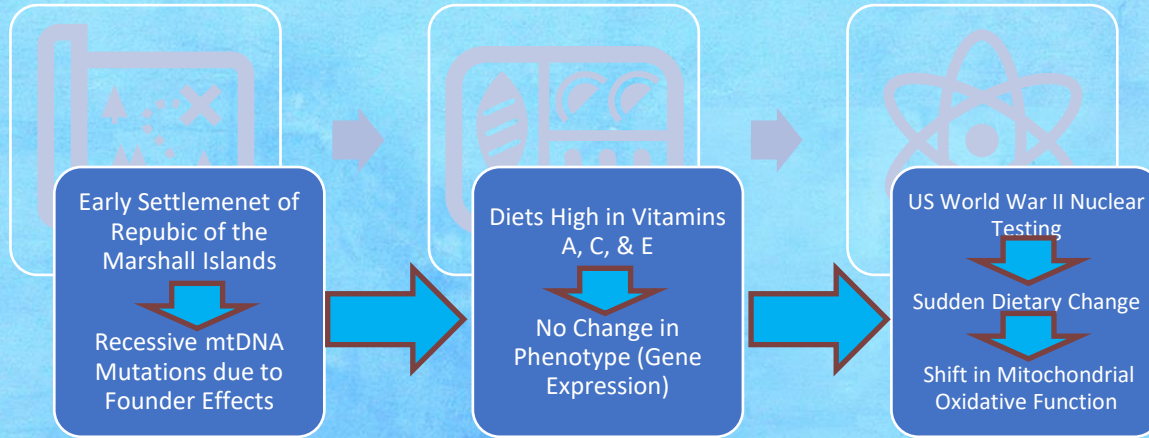 Early Settlemenet of
Repubic of the
Marshall Islands
Recessive mtDNA
Mutations due to
Founder Effects
Diets High in Vitamins
A, C, & E
No Change in
Phenotype (Gene
Expression)
US World War II Nuclear
Testing
Sudden Dietary Change
Shift in Mitochondrial
Oxidative Function